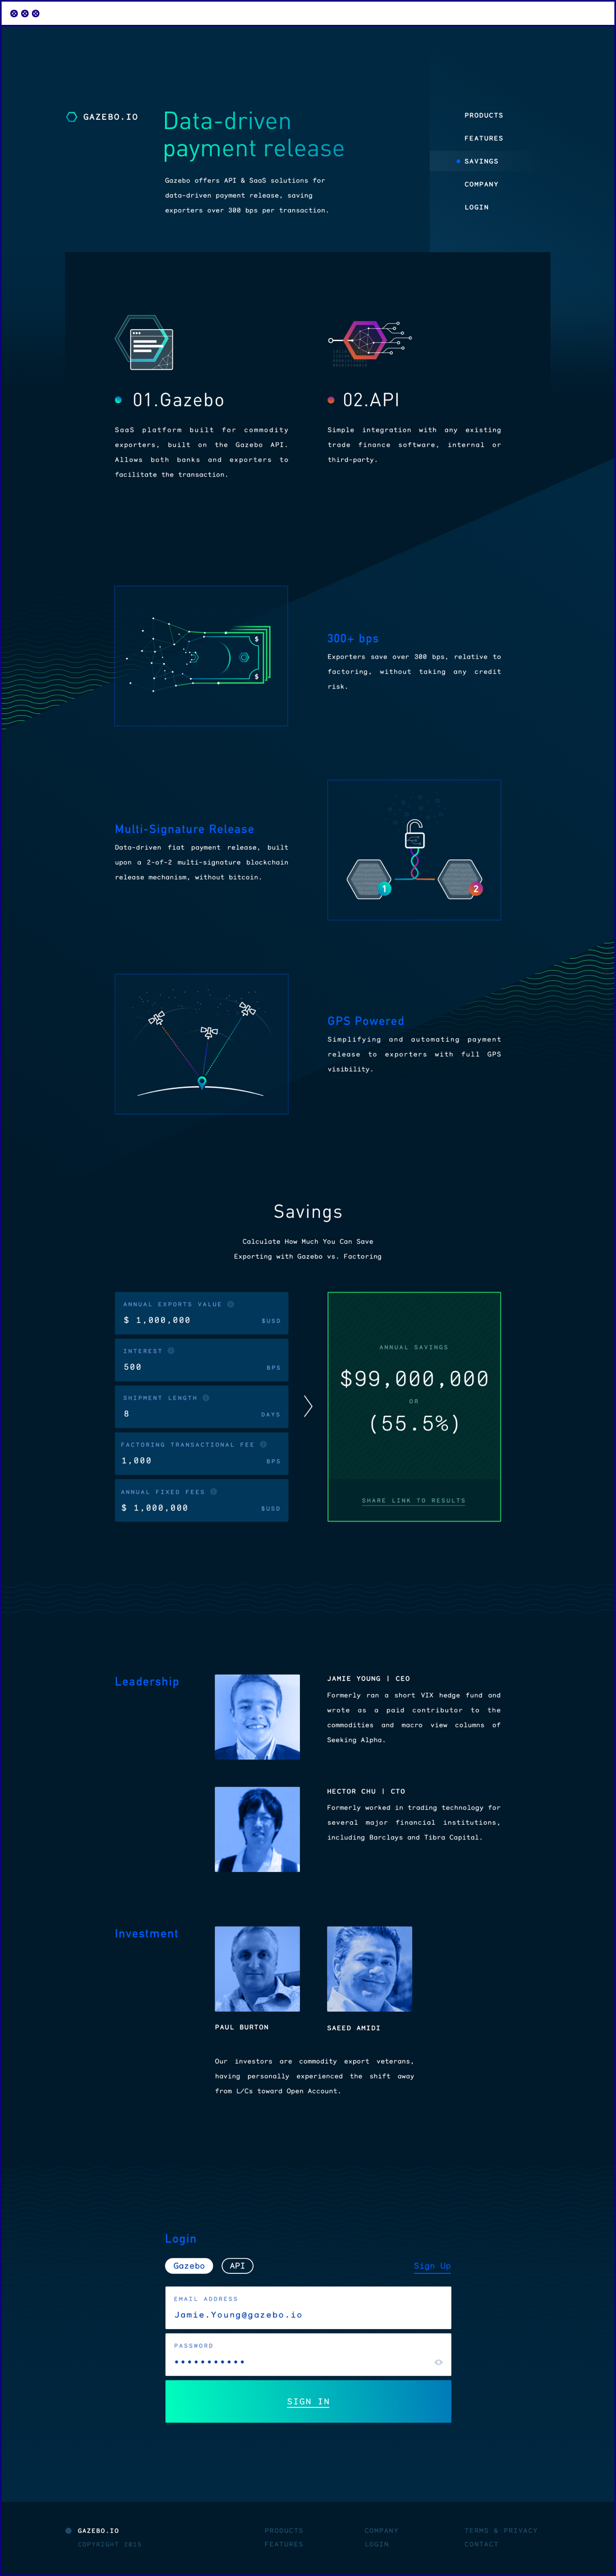 GAZEBO.IO
Data-driven
payment release
Gazebo offers API & SaaS solutions for
data-driven payment release, saving
exporters over 300 bps per transaction.
PRODUCTS
FEATURES
SAVINGS
COMPANY
LOGIN
01.Gazebo
SaaS platform built for commodity
exporters, built on the Gazebo API.
Allows both banks and exporters to
facilitate the transaction.
02.API
Simple integration with any existing
trade finance software, internal or
third-party.
$
$
300+ bps
Exporters save over 300 bps, relative to
factoring, without taking any credit
risk.
Multi-Signature Release
Data-driven fiat payment release, built
upon a 2-of-2 multi-signature blockchain
release mechanism, without bitcoin.
1
2
GPS Powered
Simplifying and automating payment
release to exporters with full GPS
visibility.
Savings
Calculate How Much You Can Save
Exporting with Gazebo vs. Factoring
ANNUAL EXPORTS VALUE
$ 1,000,000 $USD
INTEREST
500 BPS
SHIPMENT LENGTH
8 DAYS
FACTORING TRANSACTIONAL FEE
1,000 BPS
ANNUAL FIXED FEES
$ 1,000,000 $USD
ANNUAL SAVINGS
$99,000,000
OR
(55.5%)
SHARE LINK TO RESULTS
Leadership
JAMIE YOUNG | CEO
Formerly ran a short VIX hedge fund and
wrote as a paid contributor to the
commodities and macro view columns of
Seeking Alpha.
HECTOR CHU | CTO
Formerly worked in trading technology for
several major financial institutions,
including Barclays and Tibra Capital.
Investment
PAUL BURTON
SAEED AMIDI
Our investors are commodity export veterans,
having personally experienced the shift away
from L/Cs toward Open Account.
Login
Gazebo API Sign Up
EMAIL ADDRESS
Jamie.Young@gazebo.io
PASSWORD
SIGN IN
GAZEBO.IO
COPYRIGHT 2015
PRODUCTS
FEATURES
COMPANY
LOGIN
TERMS & PRIVACY
CONTACT